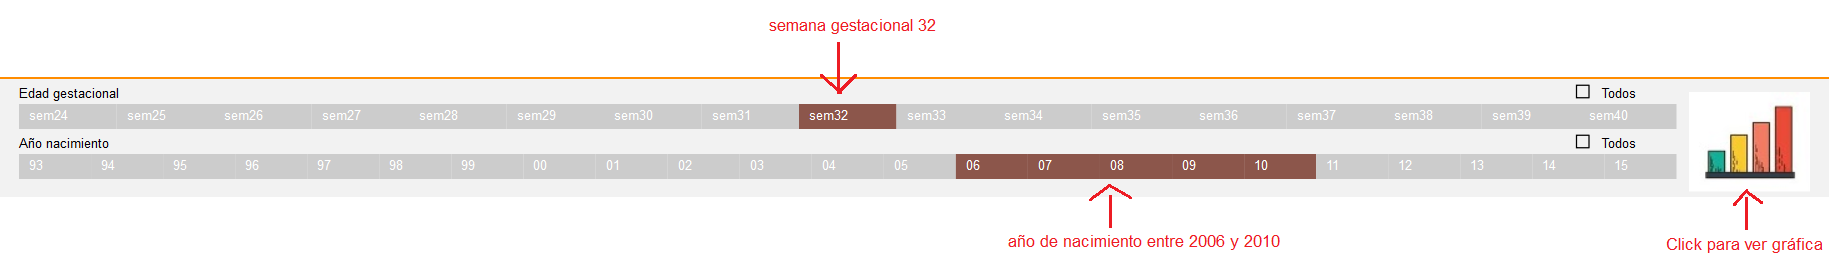 semana gestacional 32
Edad gestacional
Todos
sem24 sem25 sem26 sem27 sem28 sem29 sem30 sem31 sem32 sem33 sem34 sem35 sem36 sem37 sem38 sem39 sem40
Año nacimiento
Todos
93 94 95 96 97 98 99 00 01 02 03 04 05 06 07 08 09 10 11 12 13 14 15
año de nacimiento entre 2006 y 2010
Click para ver gráfica